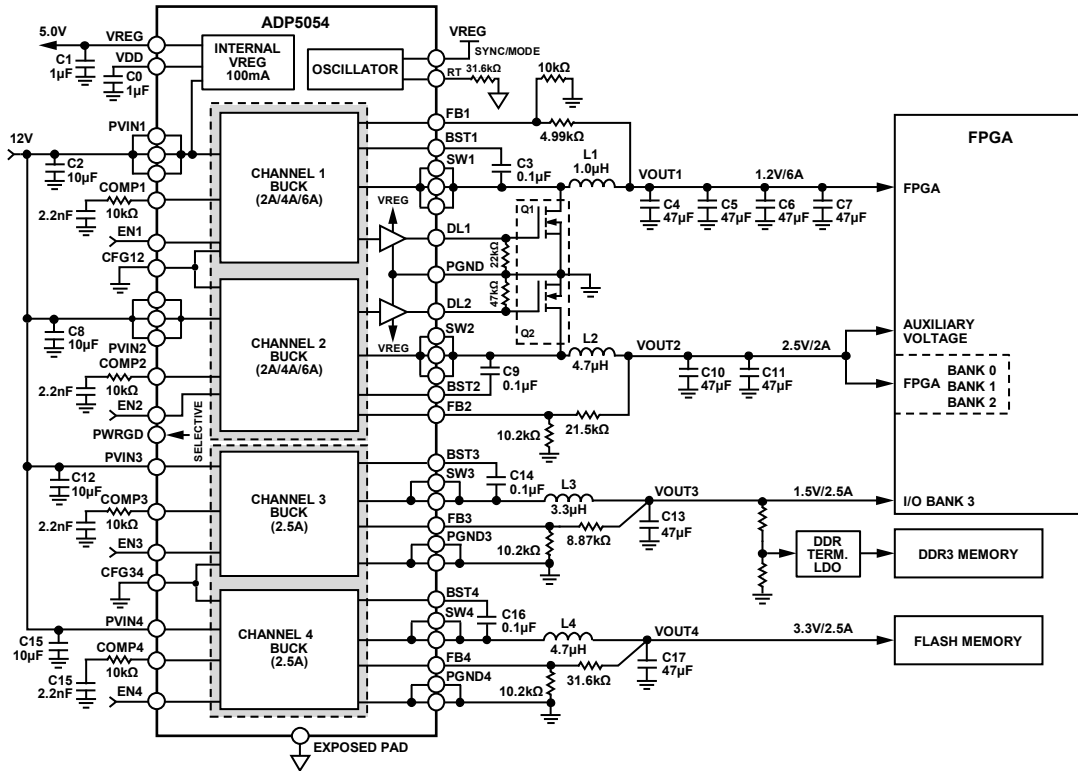 ADP5054
5.0V
VREG
C1
1µF
VDD
C0
1µF
INTERNAL
VREG
100mA
OSCILLATOR
VREG
SYNC/MODE
RT
31.6kΩ
FB1
10kΩ
4.99kΩ
12V
PVIN1
C2
10µF
COMP1
2.2nF
10kΩ
EN1
CFG12
CHANNEL 1
BUCK
(2A/4A/6A)
BST1
SW1
C3
0.1µF
L1
1.0µH
VOUT1
1.2V/6A
C4
47µF
C5
47µF
C6
47µF
C7
47µF
FPGA
FPGA
VREG
DL1
Q1
22kΩ
PGND
47kΩ
DL2
Q2
VREG
C8
10µF
PVIN2
COMP2
2.2nF
10kΩ
EN2
PWRGD
SELECTIVE
CHANNEL 2
BUCK
(2A/4A/6A)
SW2
C9
0.1µF
BST2
FB2
L2
4.7µH
VOUT2
2.5V/2A
C10
47µF
C11
47µF
10.2kΩ
21.5kΩ
AUXILIARY
VOLTAGE
FPGA
BANK 0
BANK 1
BANK 2
PVIN3
C12
10µF
COMP3
2.2nF
10kΩ
EN3
CFG34
CHANNEL 3
BUCK
(2.5A)
BST3
SW3
C14
0.1µF
L3
3.3µH
VOUT3
1.5V/2.5A
I/O BANK 3
FB3
8.87kΩ
C13
47µF
10.2kΩ
PGND3
DDR
TERM.
LDO
DDR3 MEMORY
PVIN4
C15
10µF
COMP4
C15
2.2nF
10kΩ
EN4
CHANNEL 4
BUCK
(2.5A)
BST4
SW4
C16
0.1µF
L4
4.7µH
VOUT4
3.3V/2.5A
FLASH MEMORY
FB4
31.6kΩ
C17
47µF
10.2kΩ
PGND4
EXPOSED PAD